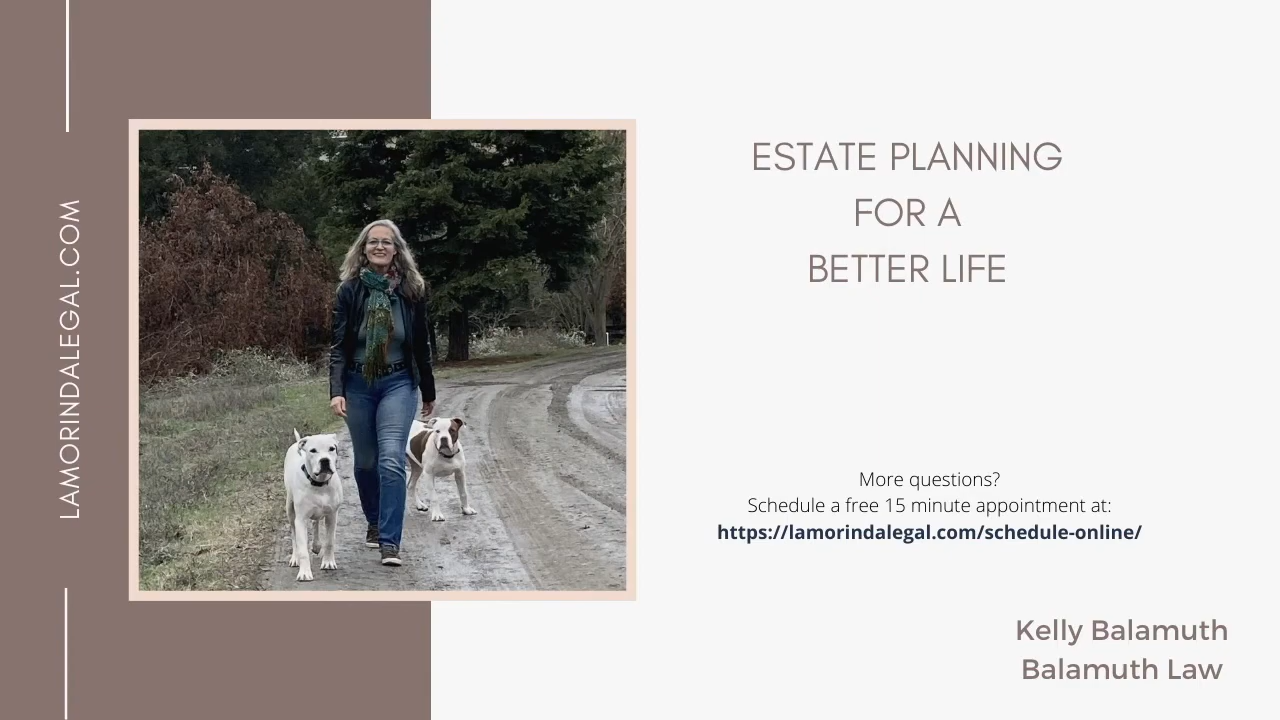 LAMORINDALEGAL.COM
ESTATE PLANNING
FOR A
BETTER LIFE
More questions?
Schedule a free 15 minute appointment at:
https://lamorindalegal.com/schedule-online/
Kelly Balamuth
Balamuth Law